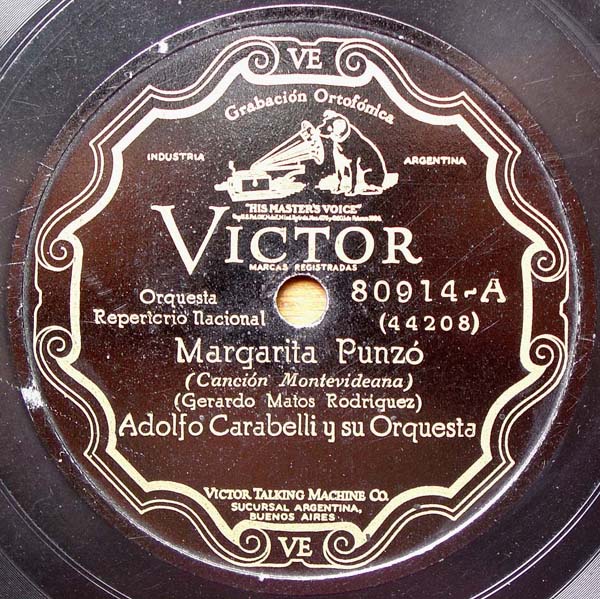 VE
Grabación Ortofónica
INDUSTRIA ARGENTINA
"HIS MASTER'S VOICE"
VICTOR
MARCAS REGISTRADAS
Orquesta
Repertorio Nacional
80914-A
(44208)
Margarita Punzó
(Canción Montevideana)
(Gerardo Matos Rodriguez)
Adolfo Carabelli y su Orquesta
VICTOR TALKING MACHINE CO.
SUCURSAL ARGENTINA,
BUENOS AIRES
VE